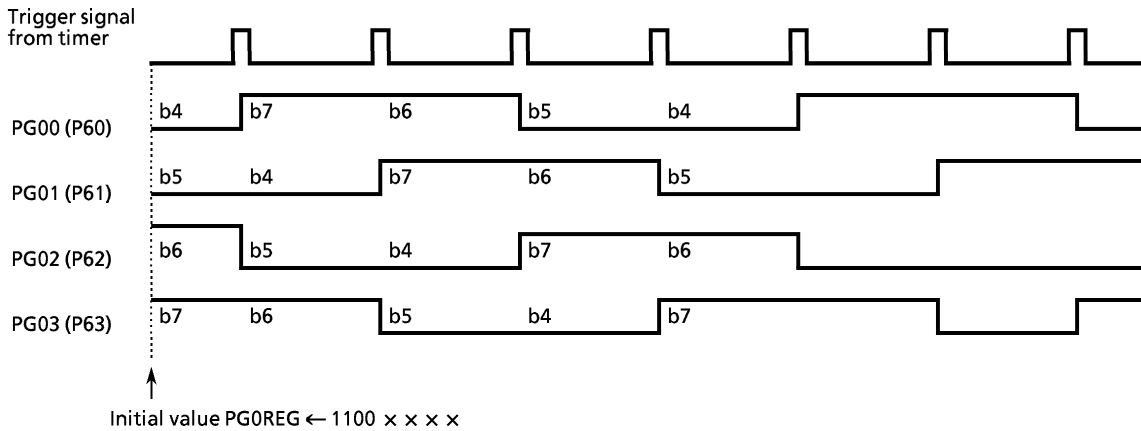 Trigger signal
from timer
b4 b7 b6 b5 b4
PG00 (P60)
b5 b4 b7 b6 b5
PG01 (P61)
b6 b5 b4 b7 b6
PG02 (P62)
b7 b6 b5 b4 b7
PG03 (P63)
Initial value PG0REG ← 1100 × × × ×